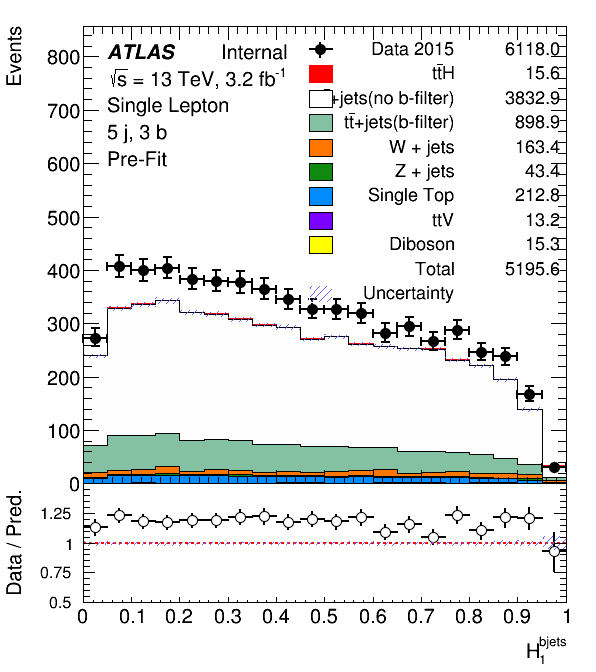 Events
800
700
600
500
400
300
200
100
0
ATLAS Internal
√s = 13 TeV, 3.2 fb-1
Single Lepton
5 j, 3 b
Pre-Fit
Data 2015 6118.0
tt̄H 15.6
+jets(no b-filter) 3832.9
tt̄+jets(b-filter) 898.9
W + jets 163.4
Z + jets 43.4
Single Top 212.8
ttV 13.2
Diboson 15.3
Total 5195.6
Uncertainty
Data / Pred.
1.25
1
0.75
0.5
0 0.1 0.2 0.3 0.4 0.5 0.6 0.7 0.8 0.9 1
H1bjets